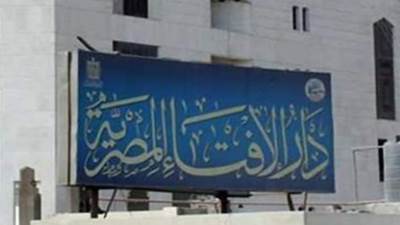 دار الإفتاء المصرية